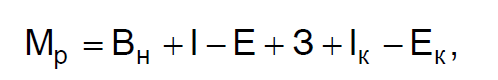 Мр = Вн + I – E + З + Iк – Eк,